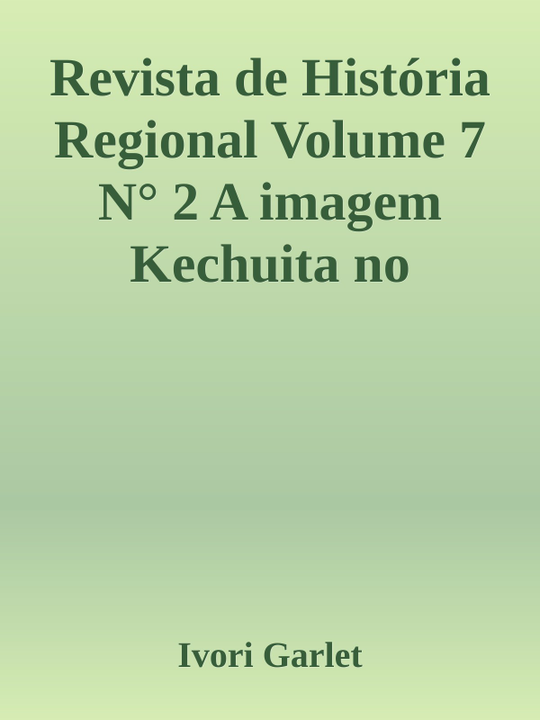 Revista de História
Regional Volume 7
N° 2 A imagem
Kechuita no
Ivori Garlet